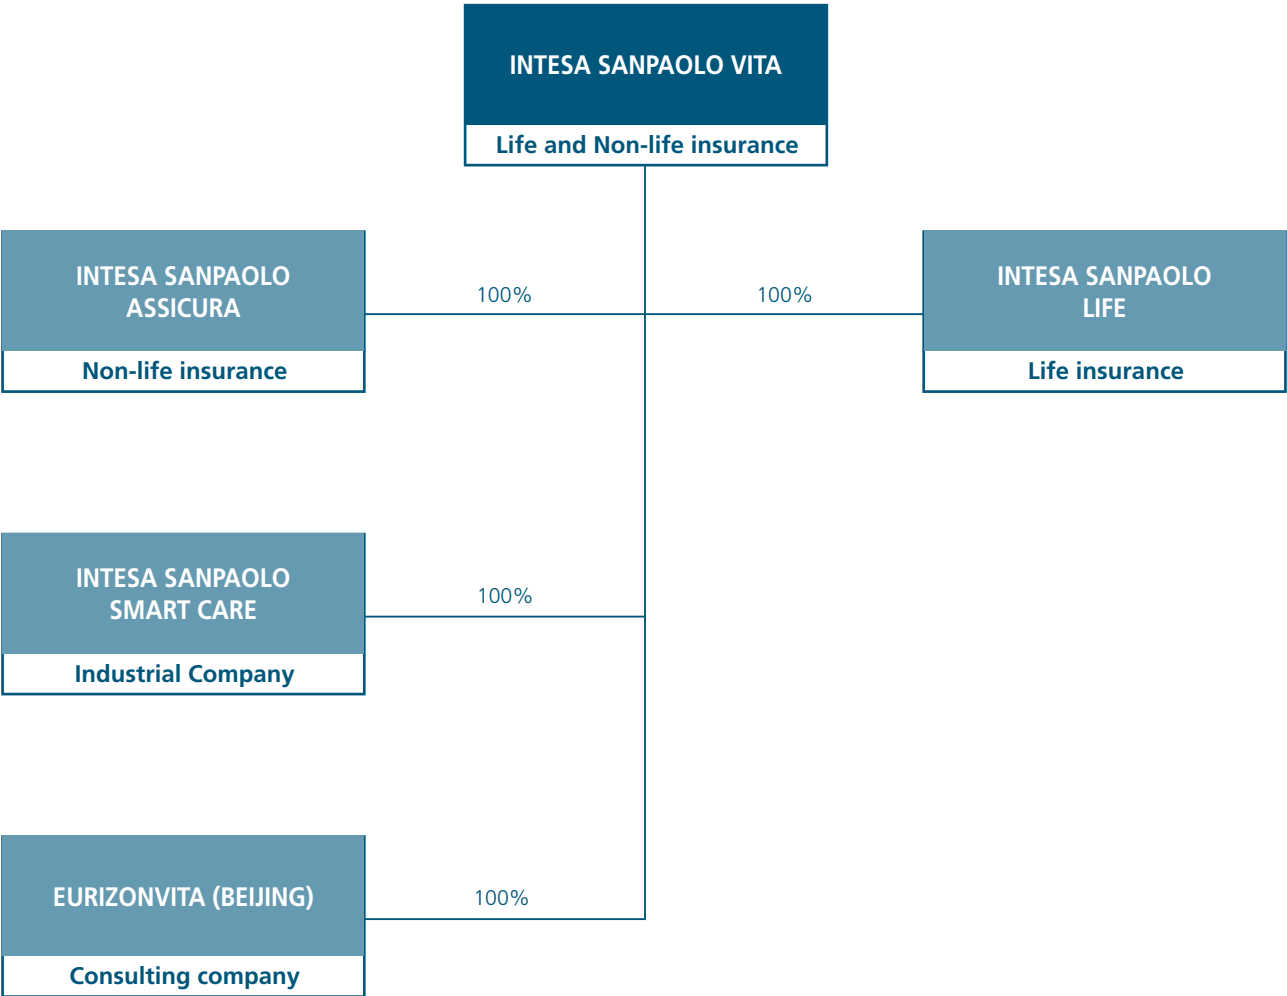 INTESA SANPAOLO VITA
Life and Non-life insurance
INTESA SANPAOLO
ASSICURA
Non-life insurance
100%
100%
INTESA SANPAOLO
LIFE
Life insurance
INTESA SANPAOLO
SMART CARE
Industrial Company
100%
EURIZONVITA (BEIJING)
Consulting company
100%